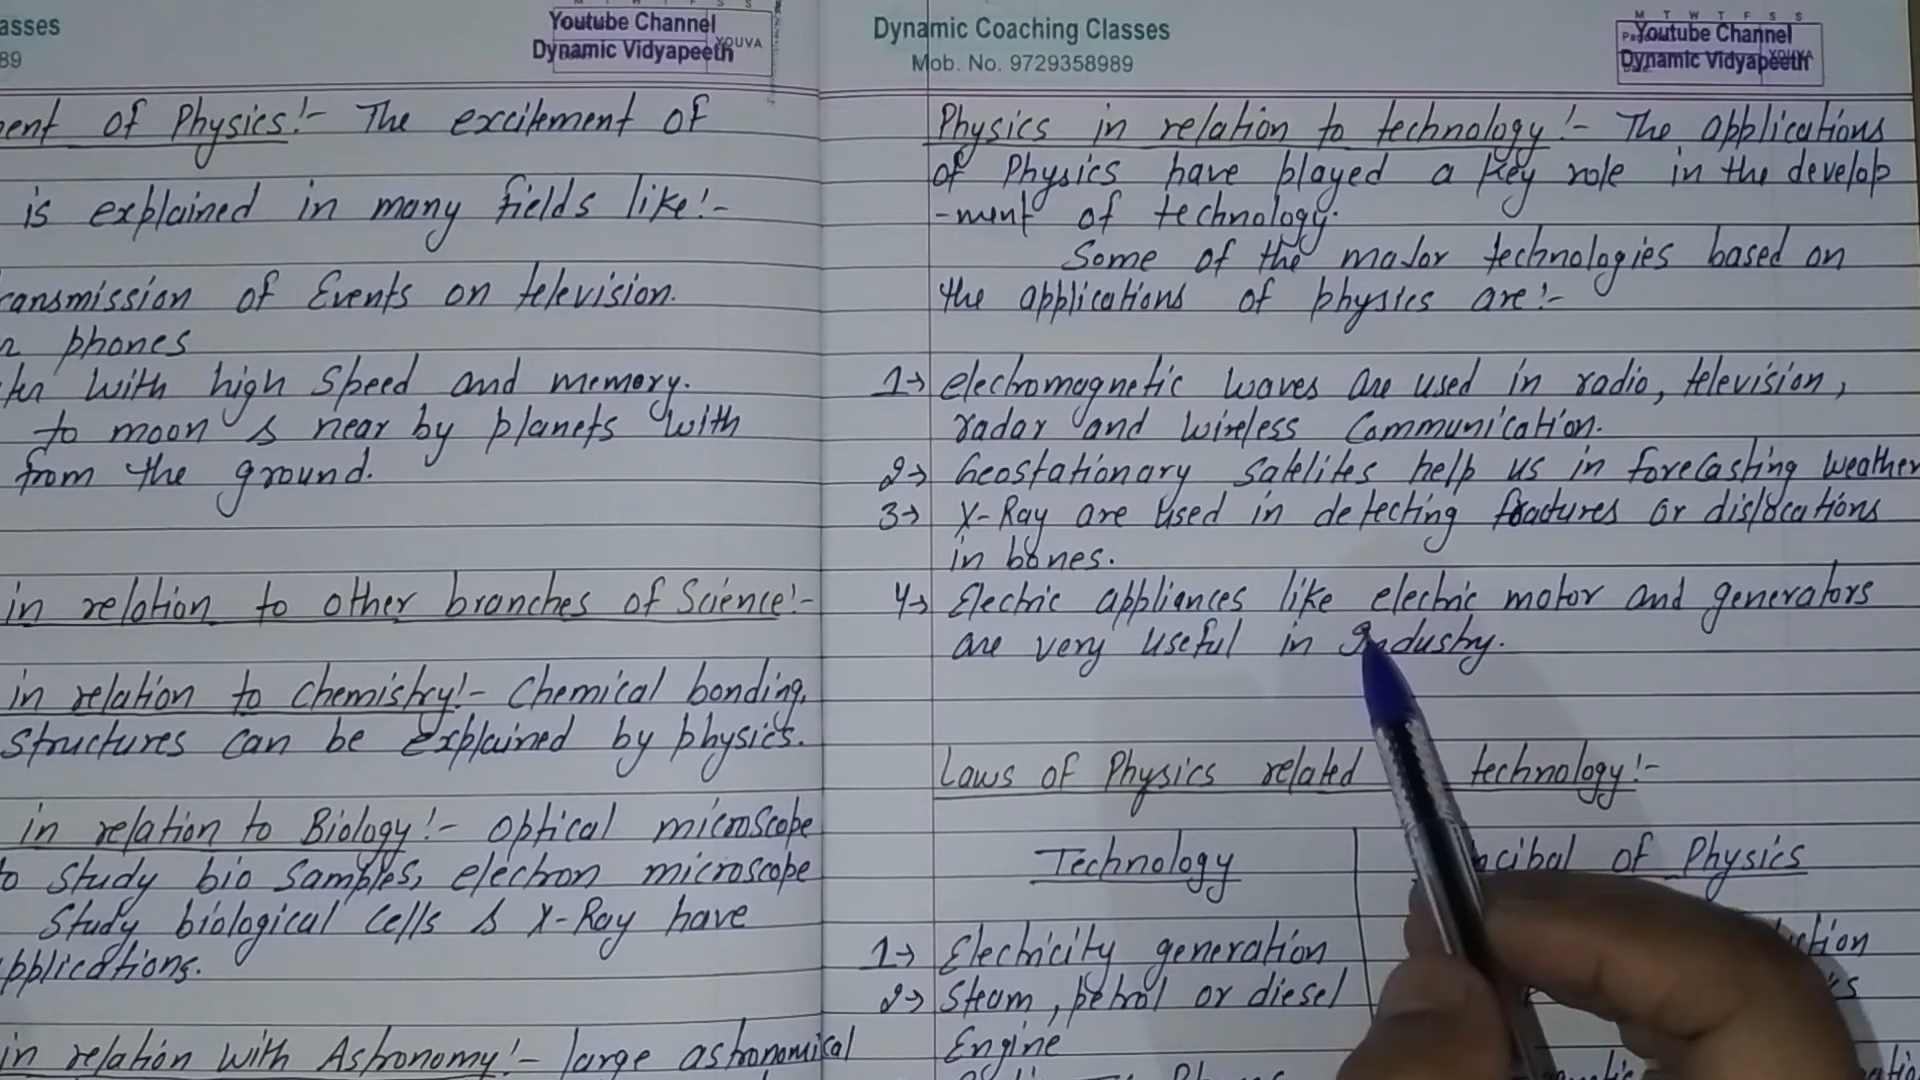 asses
89
Youtube Channel
Dynamic Vidyapeeth
YOUVA
ent of Physics:- The excitement of
is explained in many fields like:-
ransmission of Events on television.
phones
with high Speed and memory.
to moon & near by planets with
from the ground.
in relation to other branches of Science:-
in relation to chemistry:- Chemical bonding,
structures can be explained by physics.
in relation to Biology:- optical microscope
to study bio samples, electron microscope
Study biological cells & X-Ray have
pplications.
in relation with Astronomy:- large astronomical
Dynamic Coaching Classes
Mob. No. 9729358989
M T W T F S S
Youtube Channel
Dynamic Vidyapeeth
YOUVA
Physics in relation to technology:- The applications
of Physics have played a key role in the develop
-ment of technology.
Some of the major technologies based on
the applications of physics are:-
1→ electromagnetic waves are used in radio, television,
radar and wireless Communication.
2→ Geostationary satelites help us in forecasting weather
3→ X-Ray are used in detecting fractures or dislocations
in bones.
4→ Electric appliances like electric motor and generators
are very useful in Industry.
Laws of Physics related technology:-
Technology
ncibal of Physics
1→ Electricity generation
ction
2→ Steam, petrol or diesel
Engine